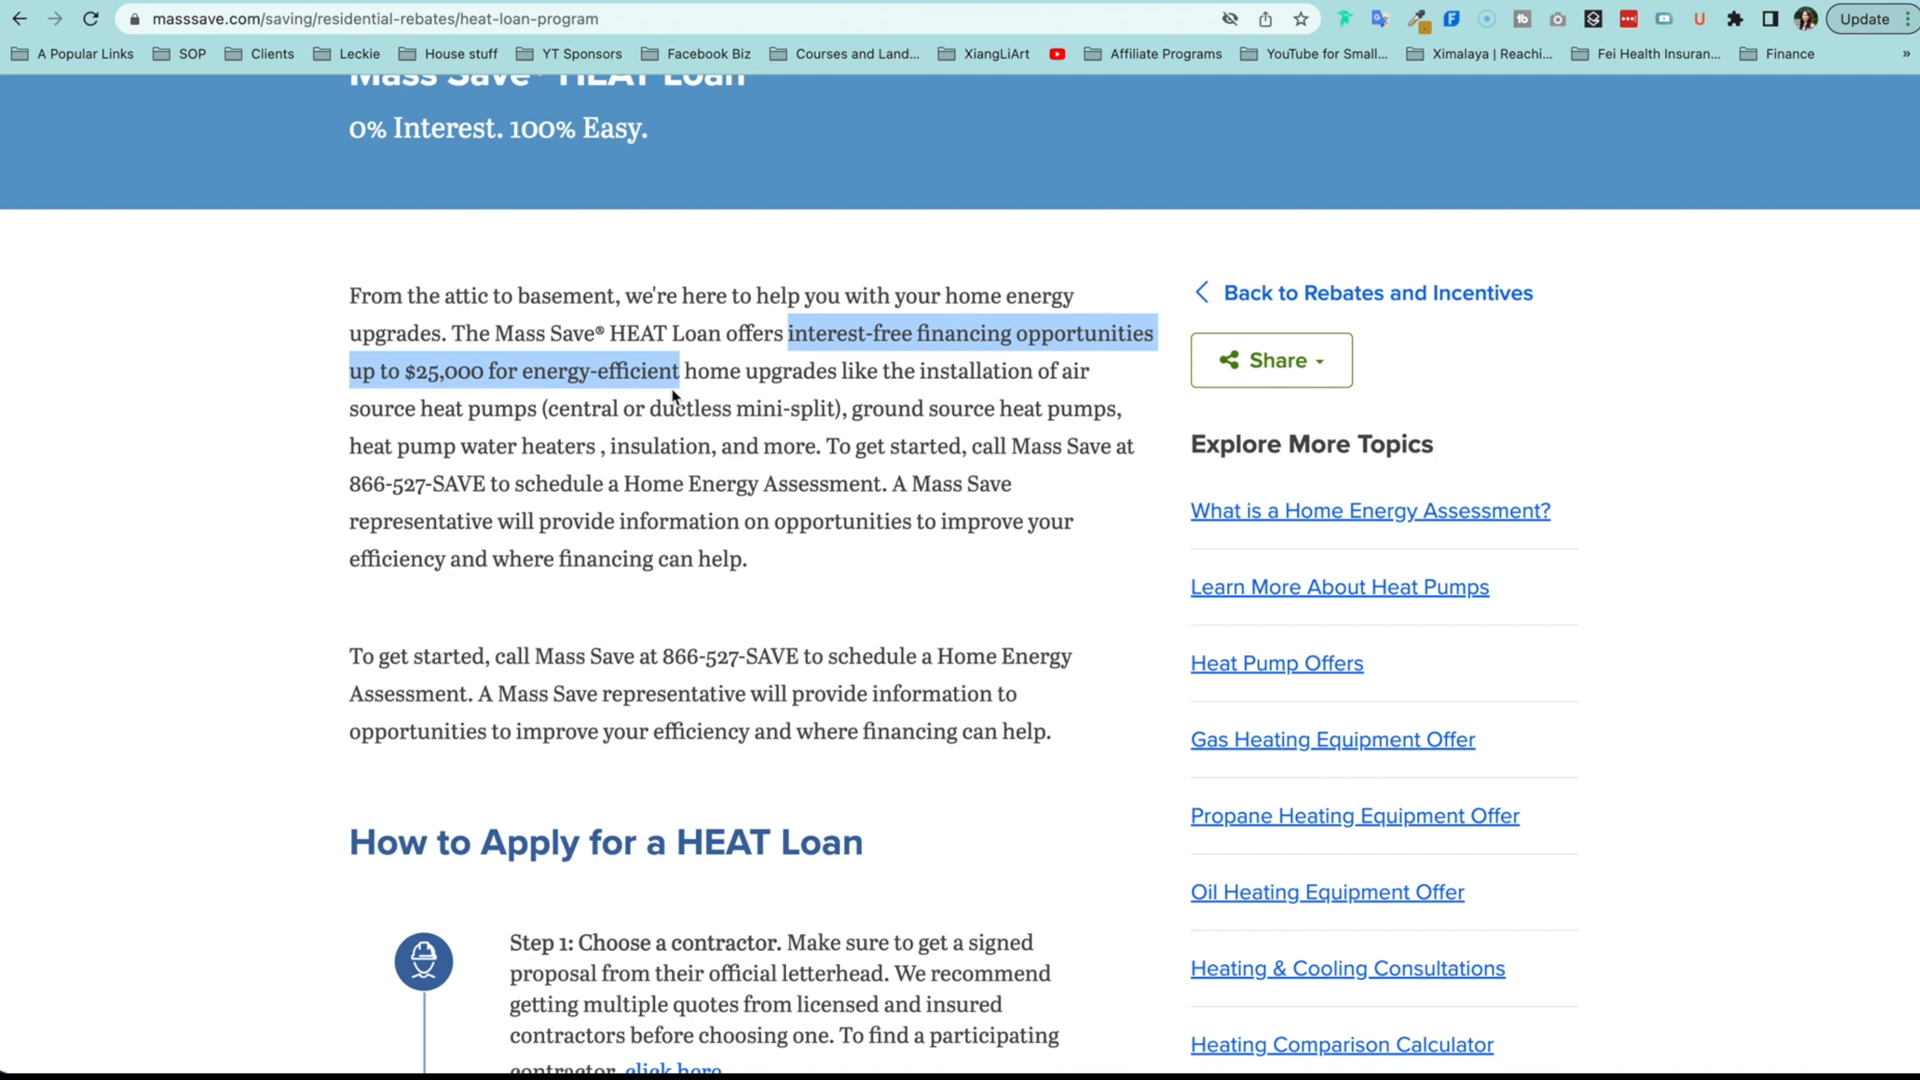 masssave.com/saving/residential-rebates/heat-loan-program
Update
A Popular Links
SOP
Clients
Leckie
House stuff
YT Sponsors
Facebook Biz
Courses and Land...
XiangLiArt
Affiliate Programs
YouTube for Small...
Ximalaya | Reachi...
Fei Health Insuran...
Finance
»
Mass Save® HEAT Loan
0% Interest. 100% Easy.
From the attic to basement, we're here to help you with your home energy
upgrades. The Mass Save® HEAT Loan offers interest-free financing opportunities
up to $25,000 for energy-efficient home upgrades like the installation of air
source heat pumps (central or ductless mini-split), ground source heat pumps,
heat pump water heaters , insulation, and more. To get started, call Mass Save at
866-527-SAVE to schedule a Home Energy Assessment. A Mass Save
representative will provide information on opportunities to improve your
efficiency and where financing can help.
To get started, call Mass Save at 866-527-SAVE to schedule a Home Energy
Assessment. A Mass Save representative will provide information to
opportunities to improve your efficiency and where financing can help.
How to Apply for a HEAT Loan
Step 1: Choose a contractor. Make sure to get a signed
proposal from their official letterhead. We recommend
getting multiple quotes from licensed and insured
contractors before choosing one. To find a participating
contractor, click here
Back to Rebates and Incentives
Share
Explore More Topics
What is a Home Energy Assessment?
Learn More About Heat Pumps
Heat Pump Offers
Gas Heating Equipment Offer
Propane Heating Equipment Offer
Oil Heating Equipment Offer
Heating & Cooling Consultations
Heating Comparison Calculator